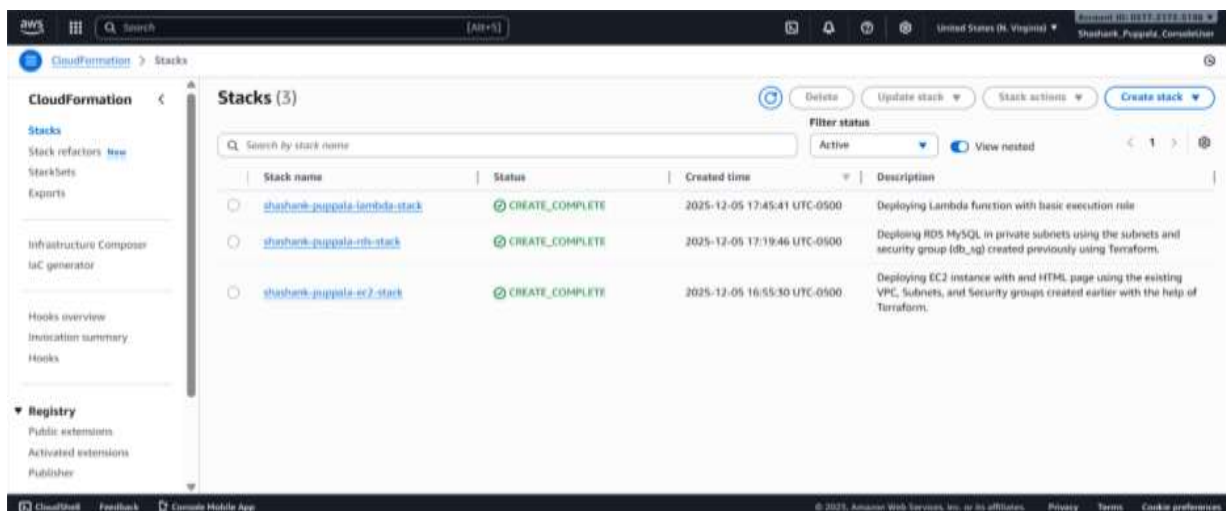 aws
Search
[Alt+S]
United States (N. Virginia)
Shashank_Puppala_ConsoleUser
CloudFormation > Stacks
CloudFormation
Stacks
Stack refactors New
StackSets
Exports
Infrastructure Composer
IaC generator
Hooks overview
Invocation summary
Hooks
Registry
Public extensions
Activated extensions
Publisher
Stacks (3)
Delete
Update stack
Stack actions
Create stack
Filter status
Search by stack name
Active
View nested
1
Stack name
Status
Created time
Description
shashank-puppala-lambda-stack
CREATE_COMPLETE
2025-12-05 17:45:41 UTC-0500
Deploying Lambda function with basic execution role
shashank-puppala-rds-stack
CREATE_COMPLETE
2025-12-05 17:19:46 UTC-0500
Deploing RDS MySQL in private subnets using the subnets and
security group (db_sg) created previously using Terraform.
shashank-puppala-ec2-stack
CREATE_COMPLETE
2025-12-05 16:55:30 UTC-0500
Deploying EC2 instance with and HTML page using the existing
VPC, Subnets, and Security groups created earlier with the help of
Terraform.
CloudShell
Feedback
Console Mobile App
© 2025, Amazon Web Services, Inc. or its affiliates.
Privacy
Terms
Cookie preferences